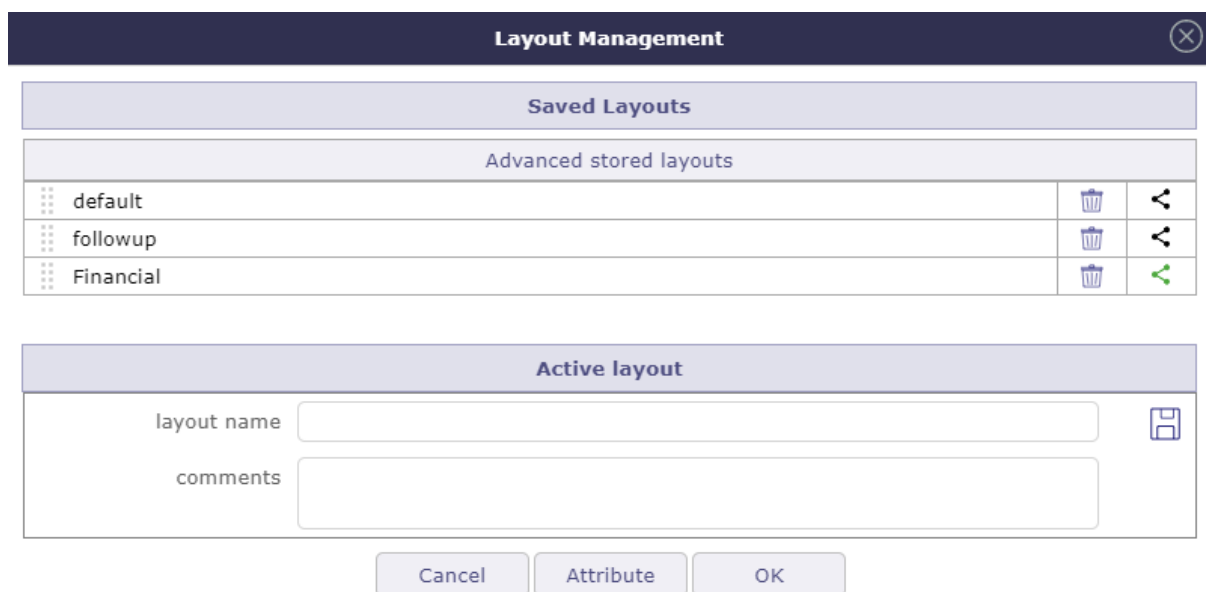 Layout Management
Saved Layouts
Advanced stored layouts
default
followup
Financial
Active layout
layout name
comments
Cancel Attribute OK